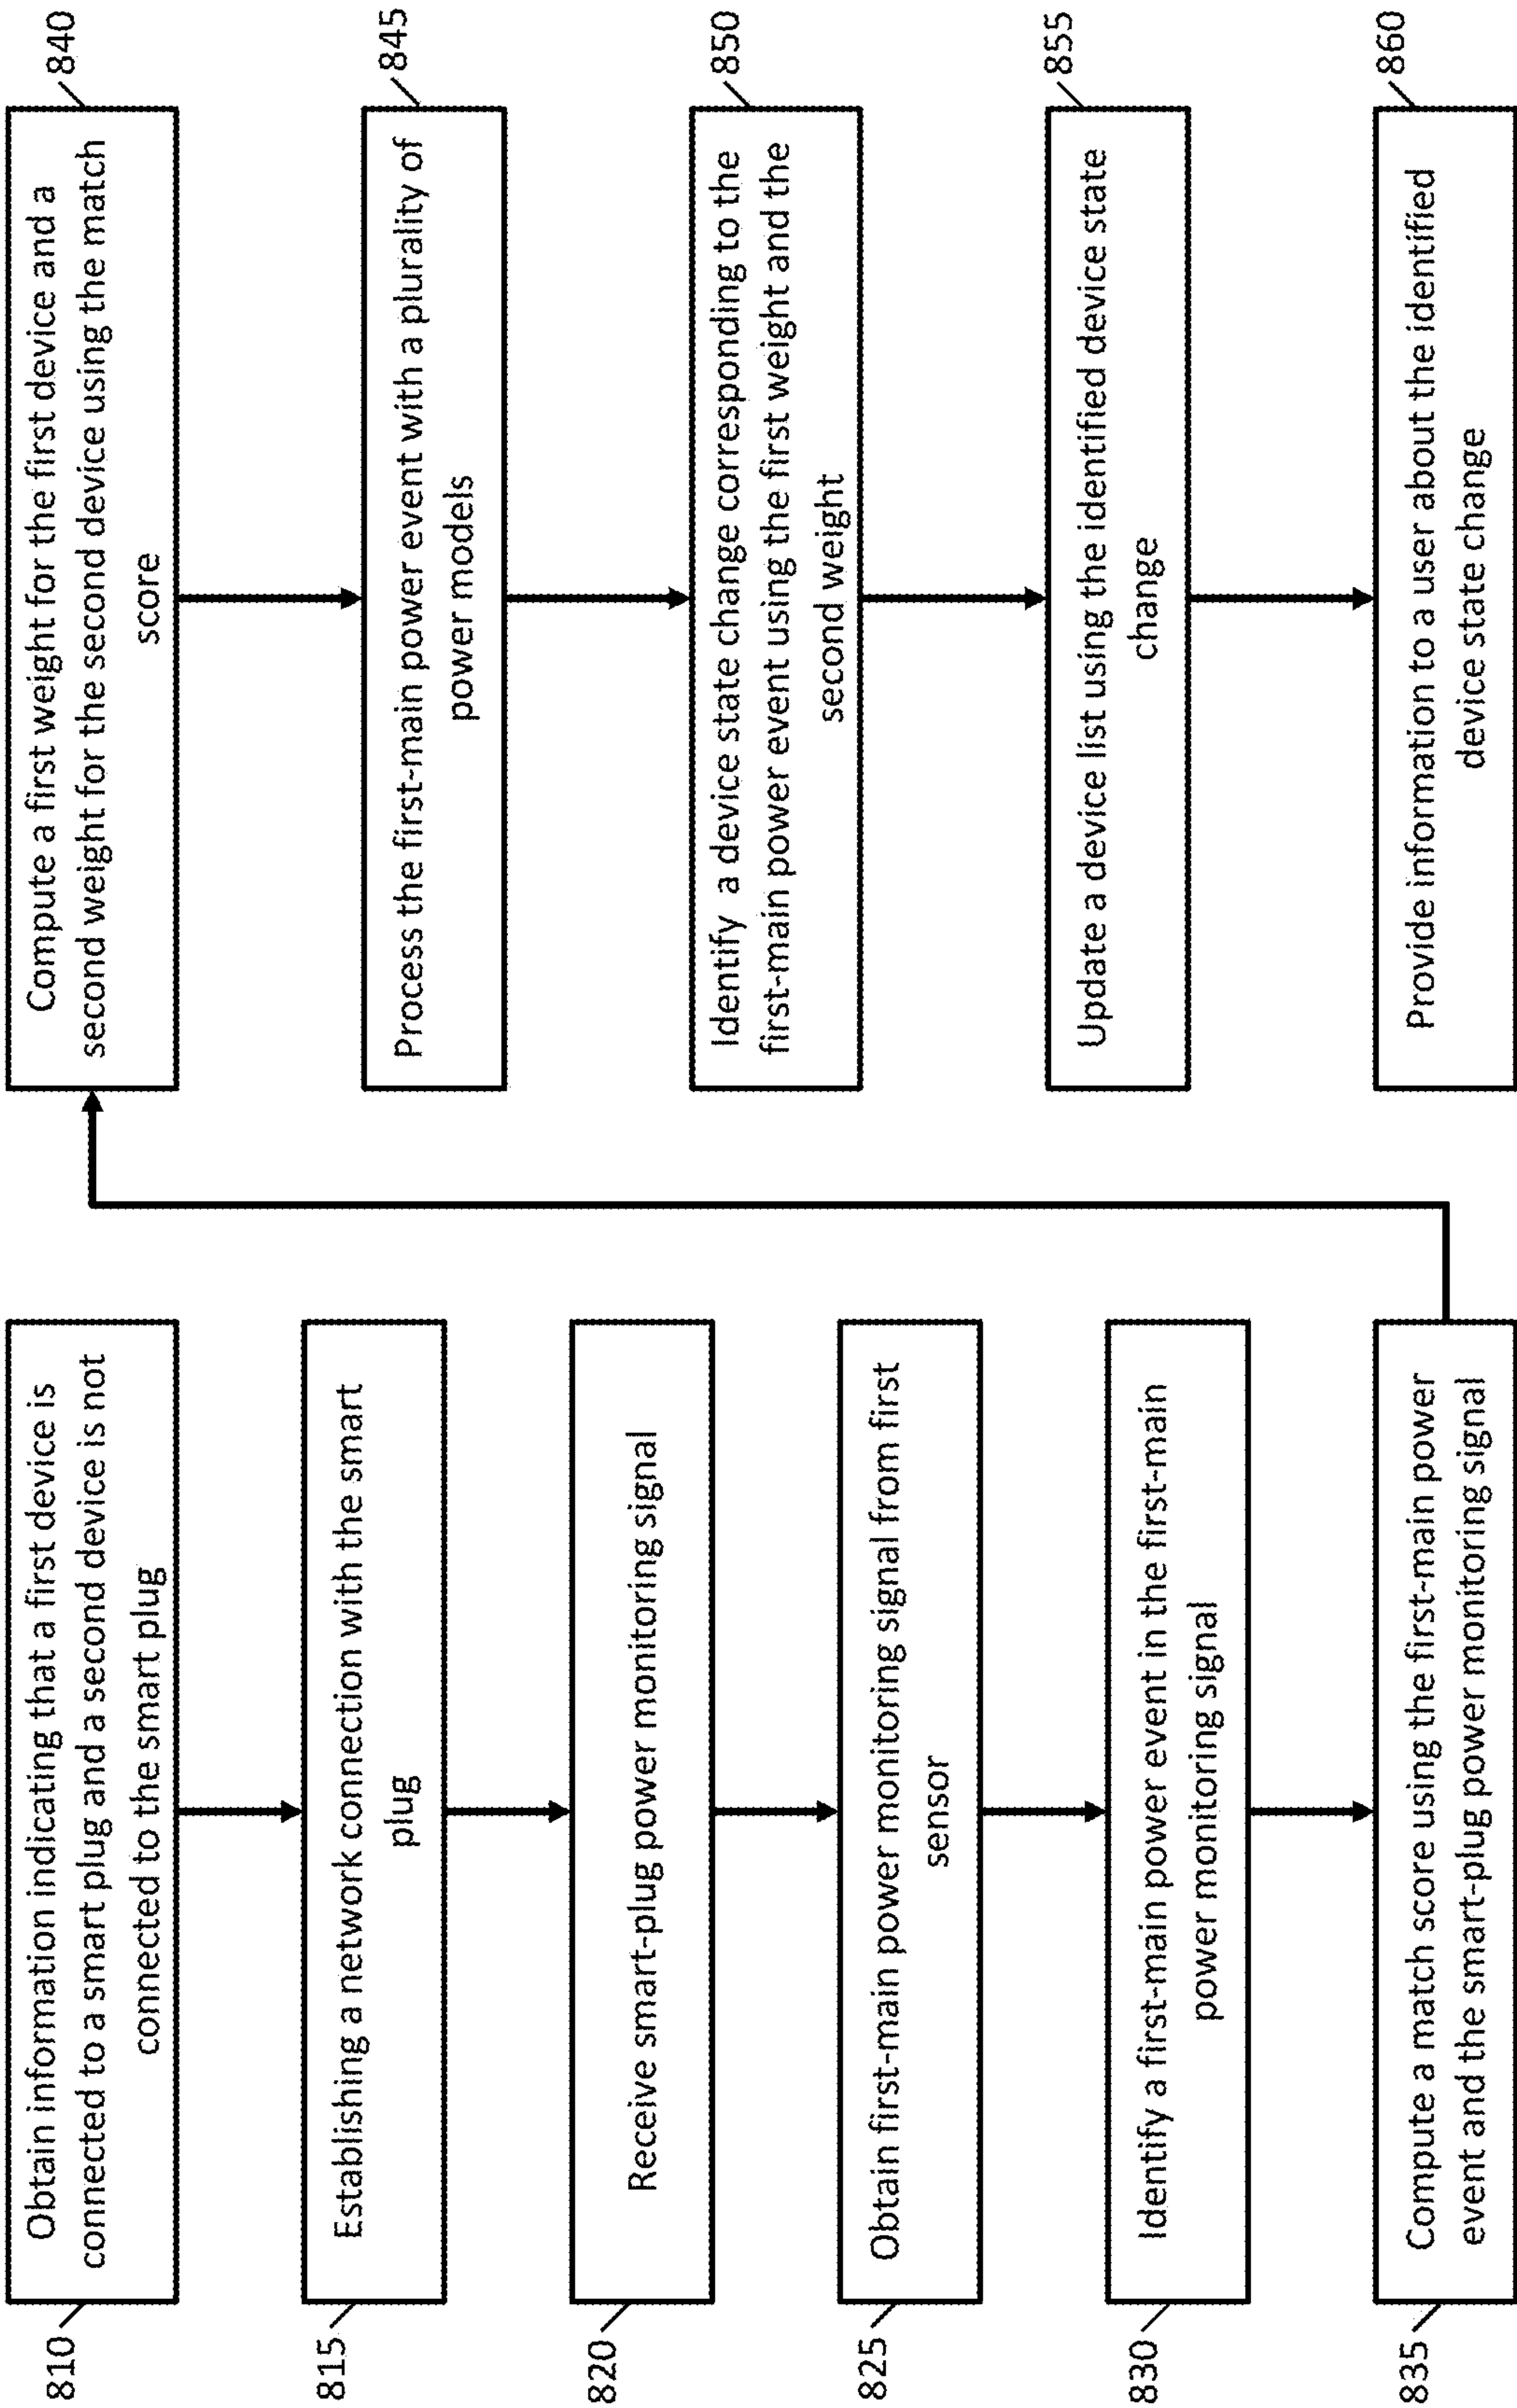 810
Obtain information indicating that a first device is
connected to a smart plug and a second device is not
connected to the smart plug
815
Establishing a network connection with the smart
plug
820
Receive smart-plug power monitoring signal
825
Obtain first-main power monitoring signal from first
sensor
830
Identify a first-main power event in the first-main
power monitoring signal
835
Compute a match score using the first-main power
event and the smart-plug power monitoring signal
840
Compute a first weight for the first device and a
second weight for the second device using the match
score
845
Process the first-main power event with a plurality of
power models
850
Identify a device state change corresponding to the
first-main power event using the first weight and the
second weight
855
Update a device list using the identified device state
change
860
Provide information to a user about the identified
device state change